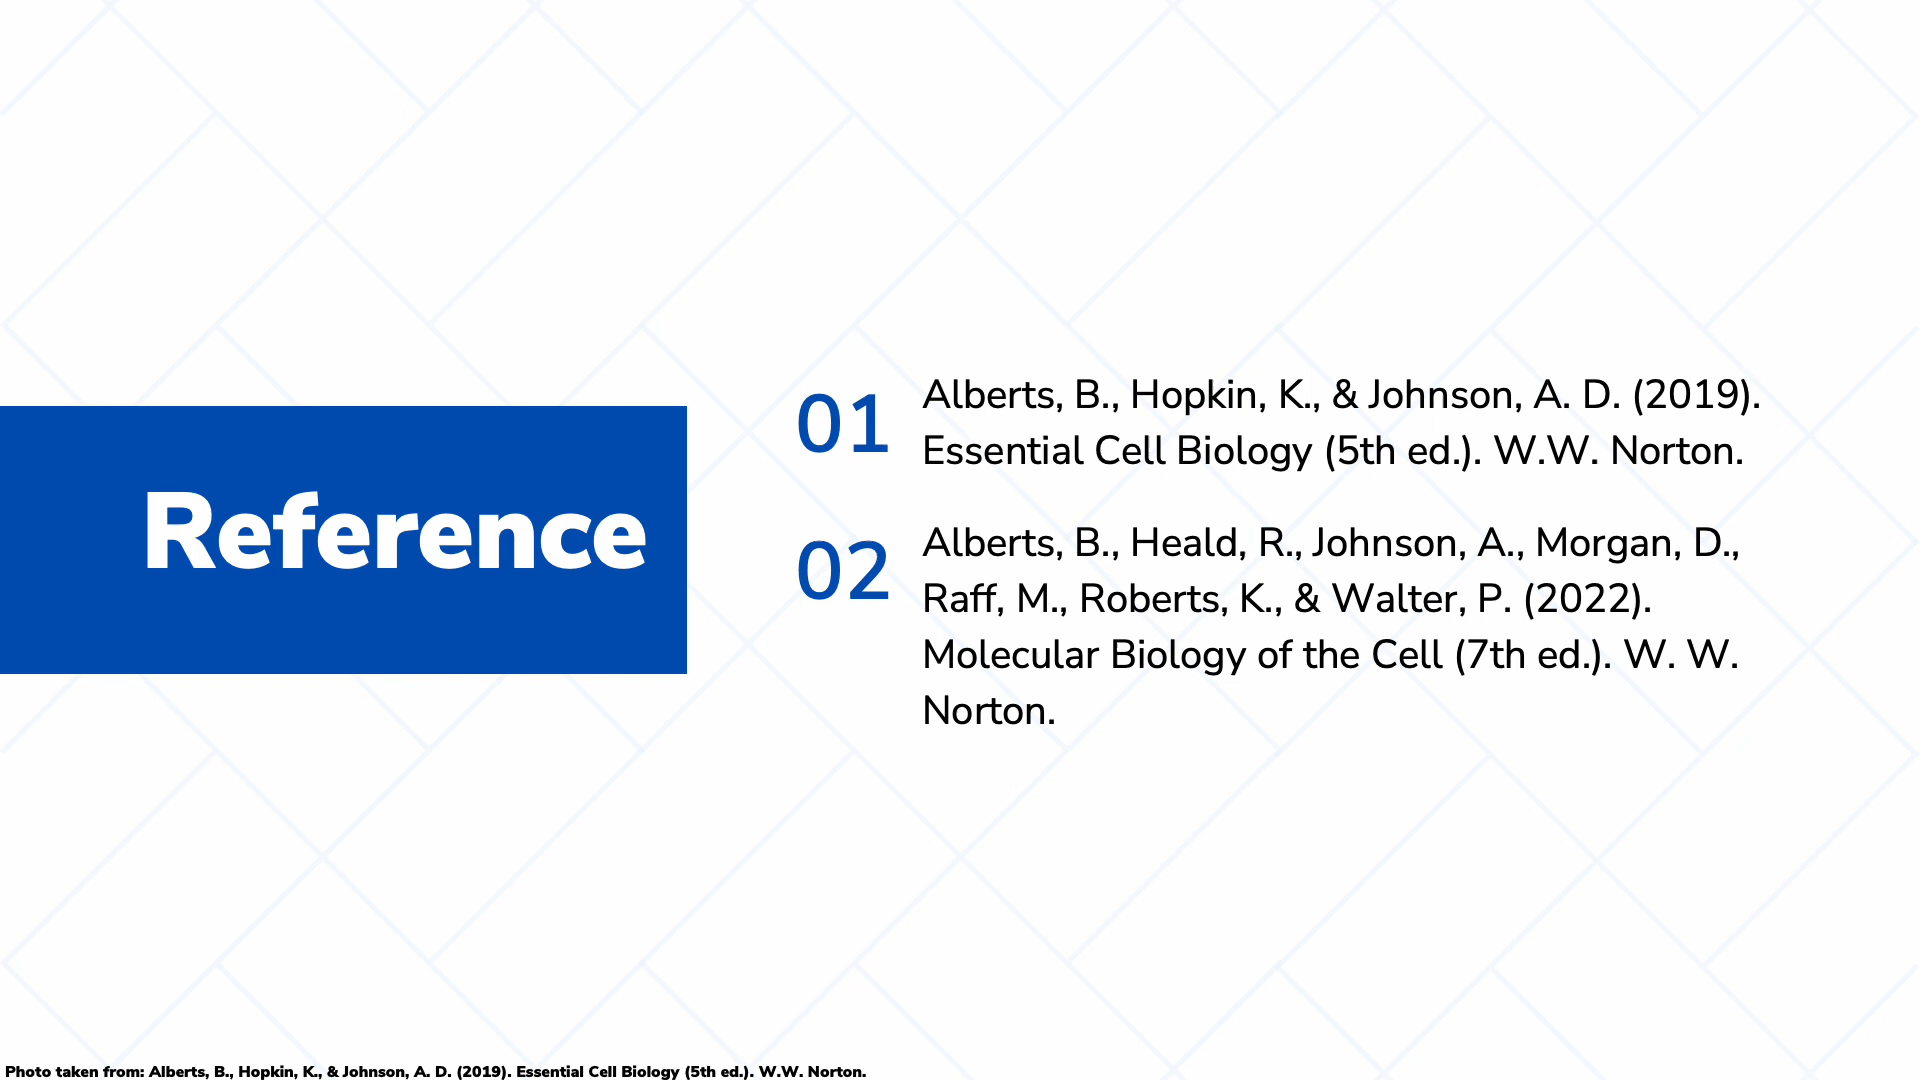 Reference
01
Alberts, B., Hopkin, K., & Johnson, A. D. (2019).
Essential Cell Biology (5th ed.). W.W. Norton.
02
Alberts, B., Heald, R., Johnson, A., Morgan, D.,
Raff, M., Roberts, K., & Walter, P. (2022).
Molecular Biology of the Cell (7th ed.). W. W.
Norton.
Photo taken from: Alberts, B., Hopkin, K., & Johnson, A. D. (2019). Essential Cell Biology (5th ed.). W.W. Norton.